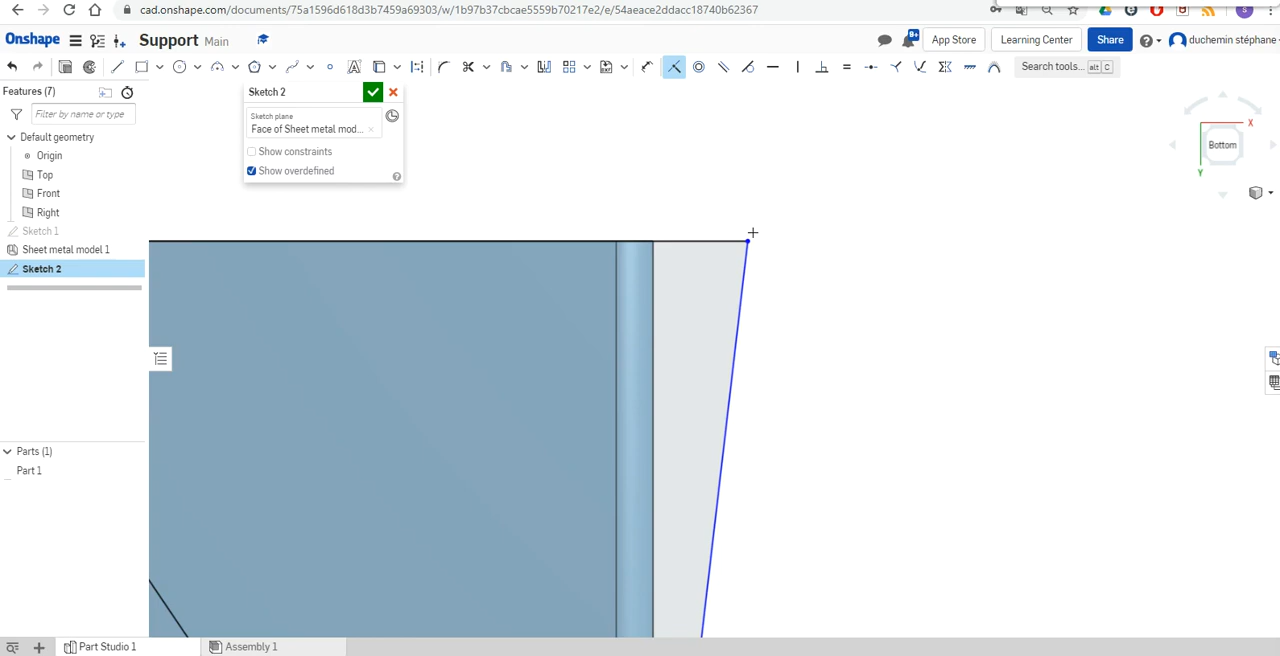 cad.onshape.com/documents/75a1596d618d3b7459a69303/w/1b97b37cbcae5559b70217e2/e/54aeace2ddacc18740b62367
Onshape Support Main 9+ App Store Learning Center Share duchemin stéphane
Search tools... alt C
Features (7)
Filter by name or type
Default geometry
Origin
Top
Front
Right
Sketch 1
Sheet metal model 1
Sketch 2
Sketch 2
Sketch plane
Face of Sheet metal mod...
Show constraints
Show overdefined
X
Bottom
Y
Parts (1)
Part 1
Part Studio 1 Assembly 1